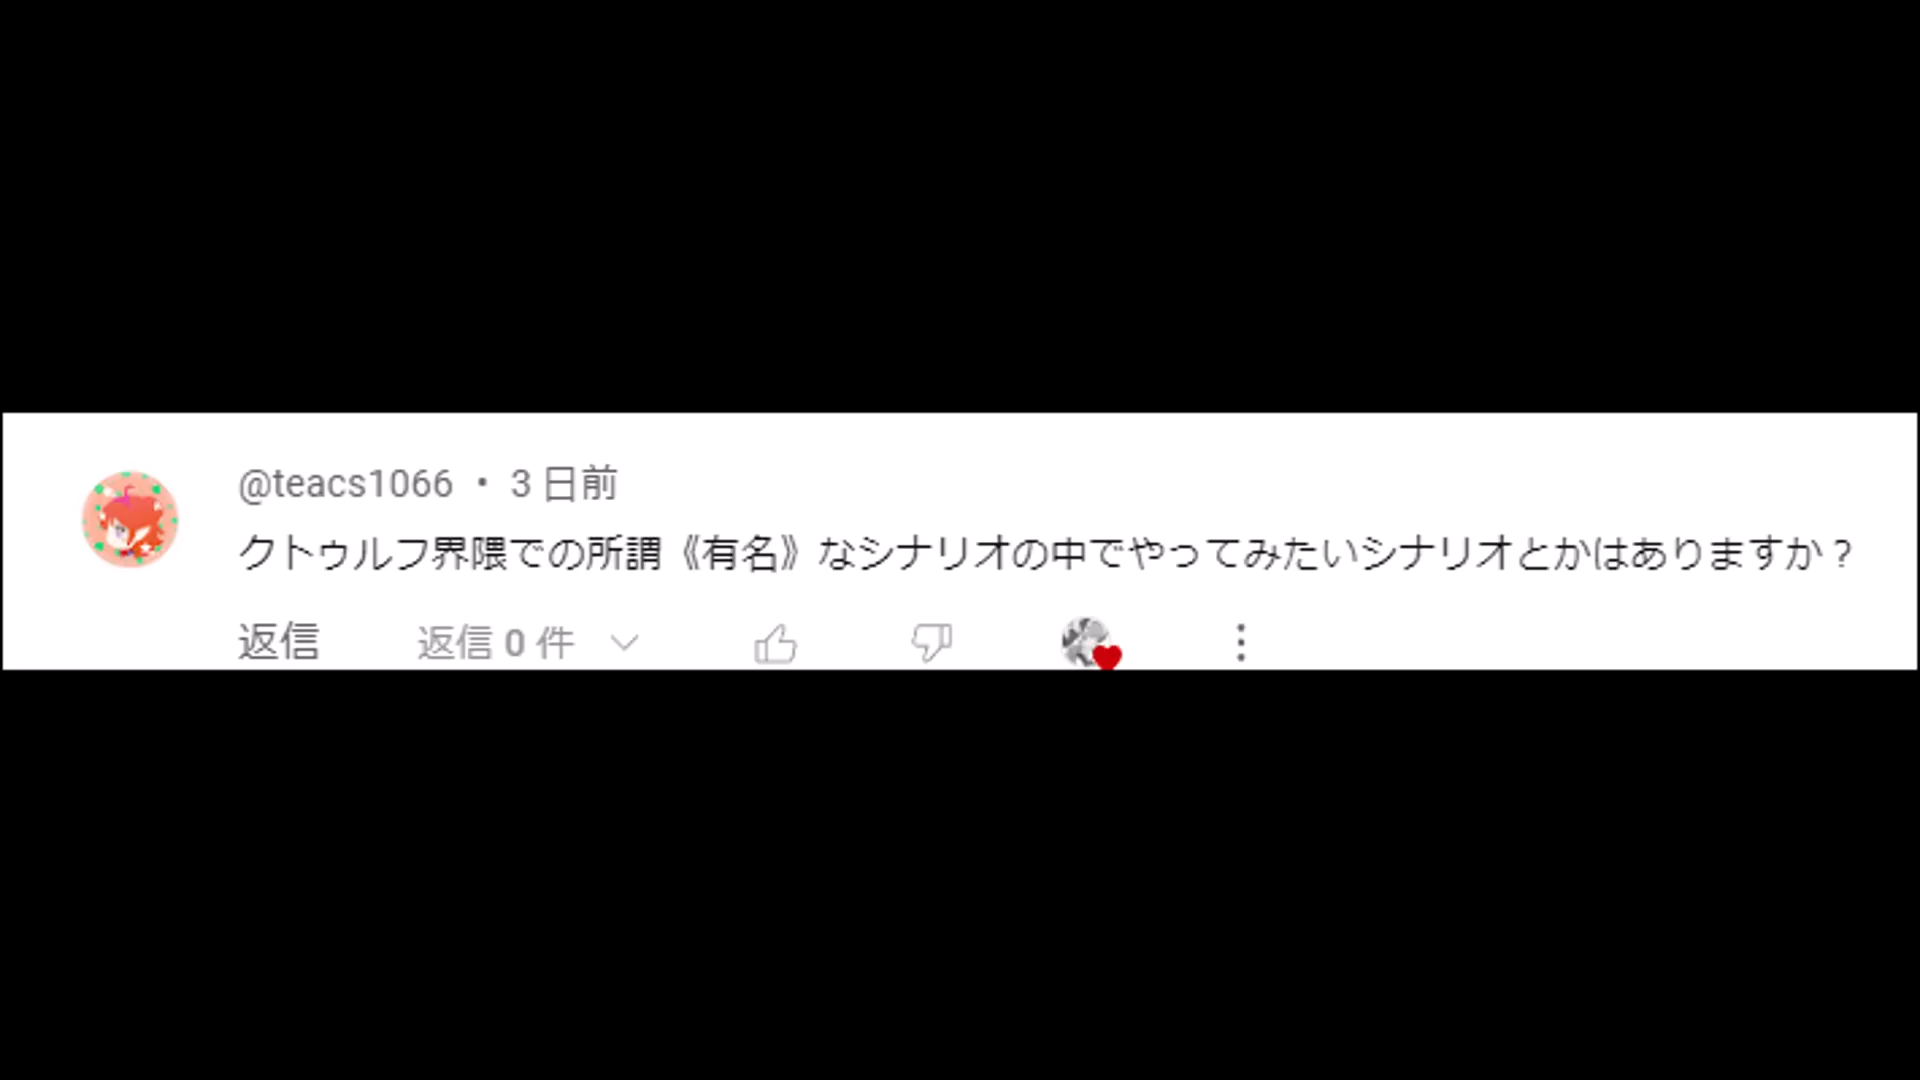 @teacs1066 ・ 3 日前
クトゥルフ界隈での所謂《有名》なシナリオの中でやってみたいシナリオとかはありますか？
返信 返信 0 件